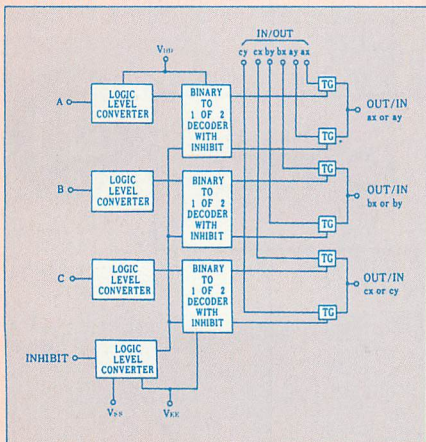 IN/OUT
V_DD
cy cx by bx ay ax
A
LOGIC
LEVEL
CONVERTER
BINARY
TO
1 OF 2
DECODER
WITH
INHIBIT
TG
OUT/IN
ax or ay
TG
B
LOGIC
LEVEL
CONVERTER
BINARY
TO
1 OF 2
DECODER
WITH
INHIBIT
TG
OUT/IN
bx or by
TG
C
LOGIC
LEVEL
CONVERTER
BINARY
TO
1 OF 2
DECODER
WITH
INHIBIT
TG
OUT/IN
cx or cy
TG
INHIBIT
LOGIC
LEVEL
CONVERTER
V_SS
V_EE